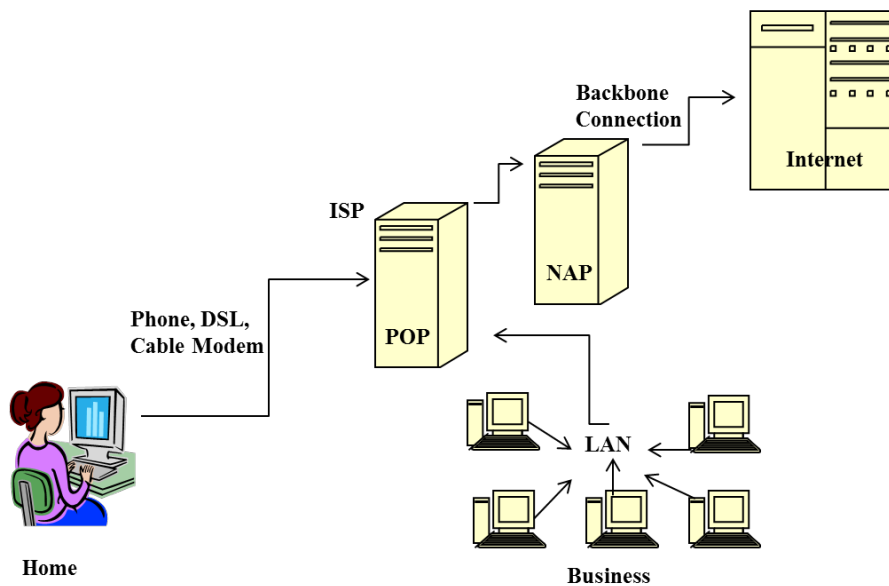 Backbone
Connection
Internet
ISP
NAP
Phone, DSL,
Cable Modem
POP
LAN
Home
Business